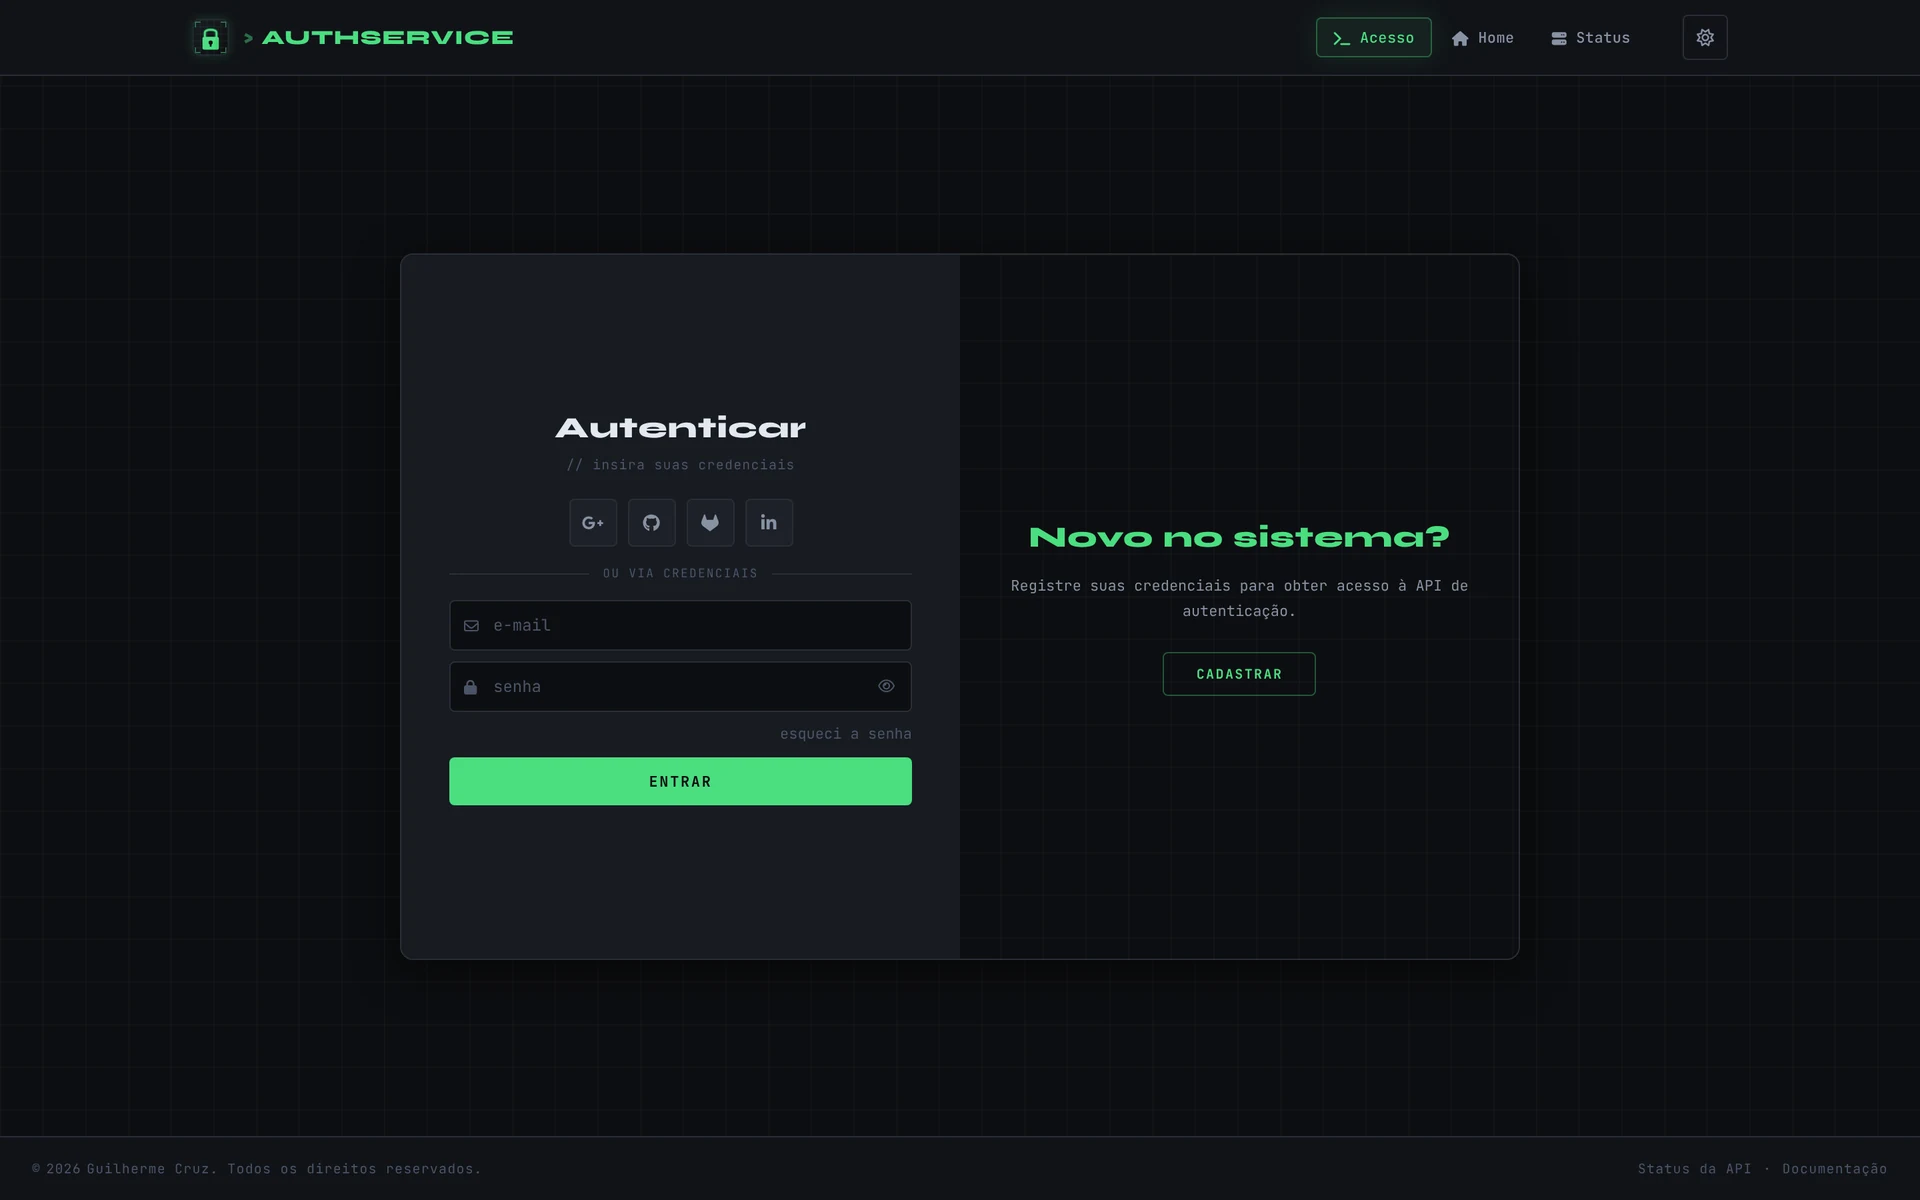 > AUTHSERVICE
Acesso
Home
Status
Autenticar
// insira suas credenciais
G+
in
OU VIA CREDENCIAIS
e-mail
senha
esqueci a senha
ENTRAR
Novo no sistema?
Registre suas credenciais para obter acesso à API de
autenticação.
CADASTRAR
© 2026 Guilherme Cruz. Todos os direitos reservados.
Status da API · Documentação